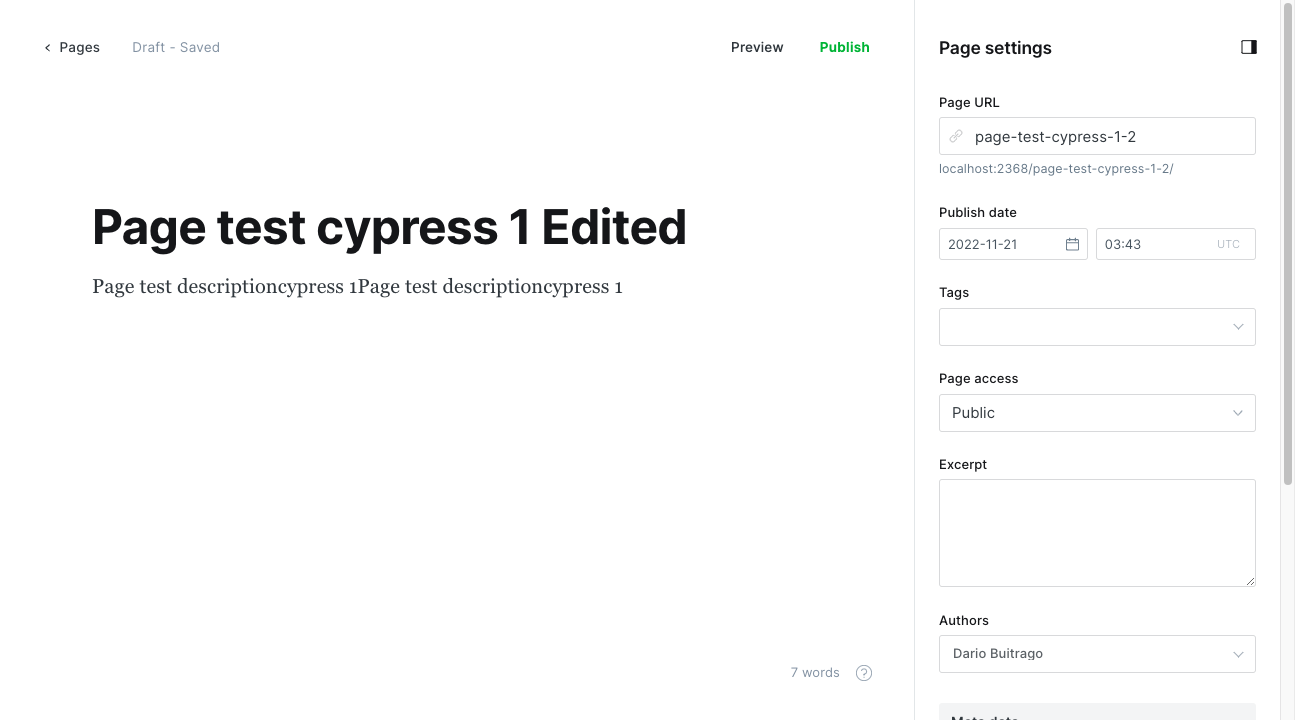 Pages Draft - Saved Preview Publish
Page test cypress 1 Edited
Page test descriptioncypress 1Page test descriptioncypress 1
7 words ?
Page settings
Page URL
page-test-cypress-1-2
localhost:2368/page-test-cypress-1-2/
Publish date
2022-11-21 03:43 UTC
Tags
Page access
Public
Excerpt
Authors
Dario Buitrago
Meta data